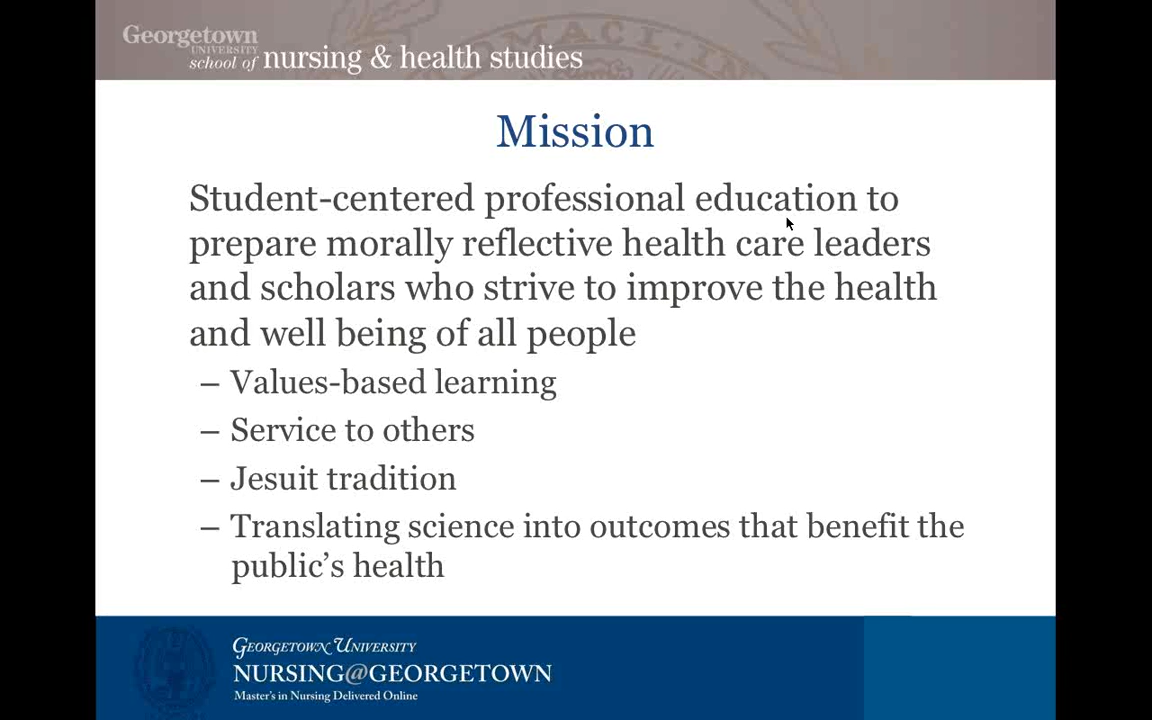 Georgetown
UNIVERSITY
school of nursing & health studies
MACI
Mission
Student-centered professional education to
prepare morally reflective health care leaders
and scholars who strive to improve the health
and well being of all people
– Values-based learning
– Service to others
– Jesuit tradition
– Translating science into outcomes that benefit the
public’s health
GEORGETOWN UNIVERSITY
NURSING@GEORGETOWN
Master's in Nursing Delivered Online